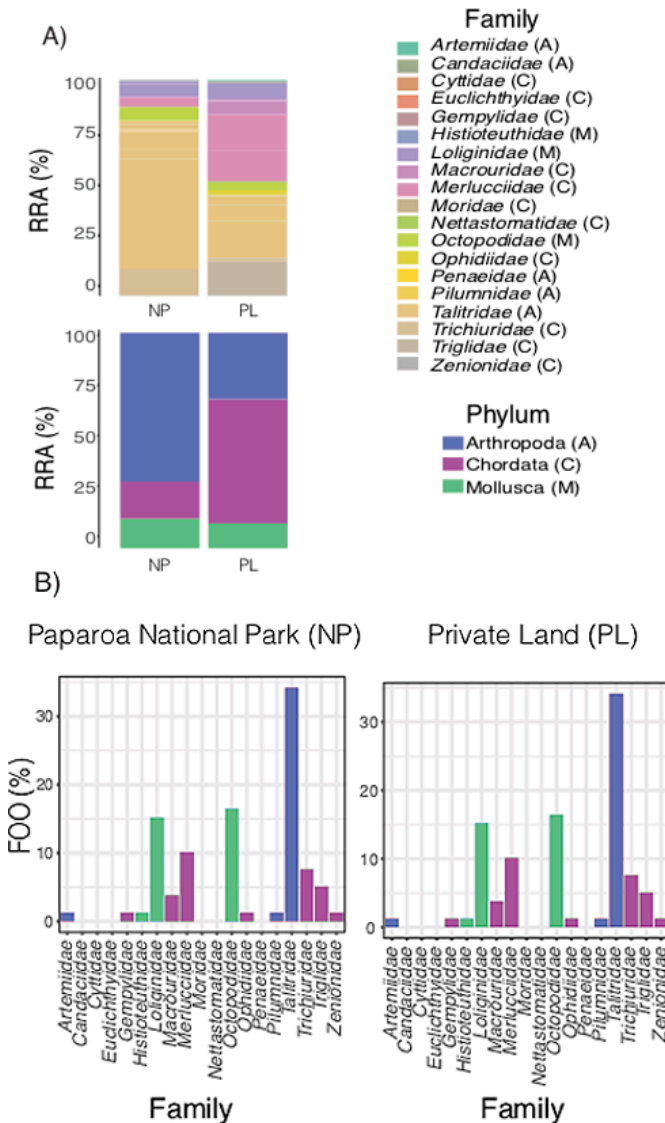 A)
RRA (%)
100
75
50
25
0
NP
PL
RRA (%)
100
75
50
25
0
NP
PL
Family
Artemiidae (A)
Candaciidae (A)
Cyttidae (C)
Euclichthyidae (C)
Gempylidae (C)
Histioteuthidae (M)
Loliginidae (M)
Macrouridae (C)
Merlucciidae (C)
Moridae (C)
Nettastomatidae (C)
Octopodidae (M)
Ophidiidae (C)
Penaeidae (A)
Pilumnidae (A)
Talitridae (A)
Trichiuridae (C)
Triglidae (C)
Zenionidae (C)
Phylum
Arthropoda (A)
Chordata (C)
Mollusca (M)
B)
Paparoa National Park (NP)
FOO (%)
30
20
10
0
Artemiidae
Candaciidae
Cyttidae
Euclichthyidae
Gempylidae
Histioteuthidae
Loliginidae
Macrouridae
Merlucciidae
Moridae
Nettastomatidae
Octopodidae
Ophidiidae
Penaeidae
Pilumnidae
Talitridae
Trichiuridae
Triglidae
Zenionidae
Family
Private Land (PL)
30
20
10
0
Artemiidae
Candaciidae
Cyttidae
Euclichthyidae
Gempylidae
Histioteuthidae
Loliginidae
Macrouridae
Merlucciidae
Moridae
Nettastomatidae
Octopodidae
Ophidiidae
Penaeidae
Pilumnidae
Talitridae
Trichiuridae
Triglidae
Zenionidae
Family